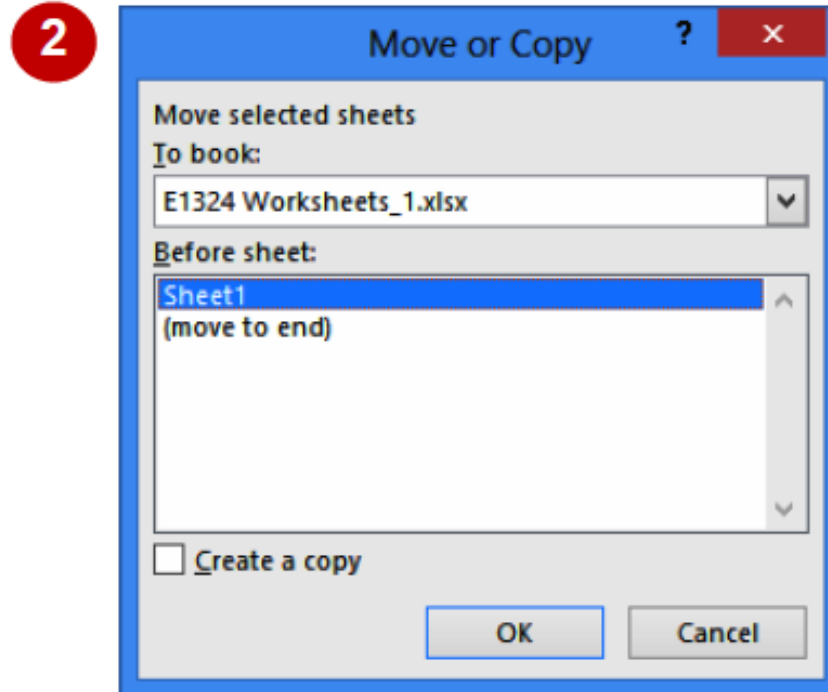 2
Move or Copy ? ×
Move selected sheets
To book:
E1324 Worksheets_1.xlsx
Before sheet:
Sheet1
(move to end)
Create a copy
OK Cancel